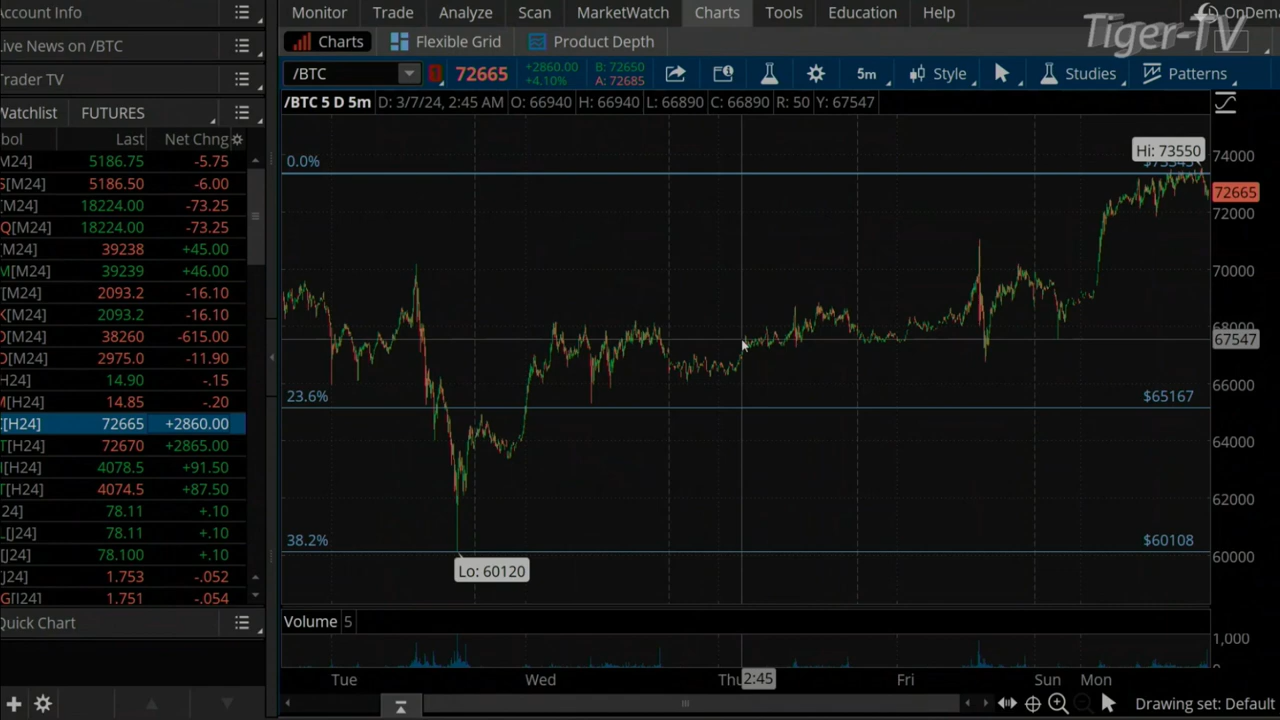 Account Info
Monitor Trade Analyze Scan MarketWatch Charts Tools Education Help
OnDema
Tiger-TV
Live News on /BTC
Charts Flexible Grid Product Depth
Trader TV
/BTC 72665 +2860.00 +4.10% B: 72650 A: 72685 5m Style Studies Patterns
Watchlist FUTURES
/BTC 5 D 5m D: 3/7/24, 2:45 AM O: 66940 H: 66940 L: 66890 C: 66890 R: 50 Y: 67547
bol Last Net Chng
M24] 5186.75 -5.75
S[M24] 5186.50 -6.00
[M24] 18224.00 -73.25
Q[M24] 18224.00 -73.25
[M24] 39238 +45.00
M[M24] 39239 +46.00
[M24] 2093.2 -16.10
K[M24] 2093.2 -16.10
D[M24] 38260 -615.00
D[M24] 2975.0 -11.90
[H24] 14.90 -.15
M[H24] 14.85 -.20
[H24] 72665 +2860.00
T[H24] 72670 +2865.00
I[H24] 4078.5 +91.50
T[H24] 4074.5 +87.50
24] 78.11 +.10
L[J24] 78.11 +.10
[J24] 78.100 +.10
J24] 1.753 -.052
G[J24] 1.751 -.054
Quick Chart
0.0%
Hi: 73550
74000
72665
72000
70000
68000
67547
66000
23.6% $65167
64000
62000
38.2% $60108
60000
Lo: 60120
Volume 5
1,000
0
Tue Wed Thu 2:45 Fri Sun Mon
Drawing set: Default